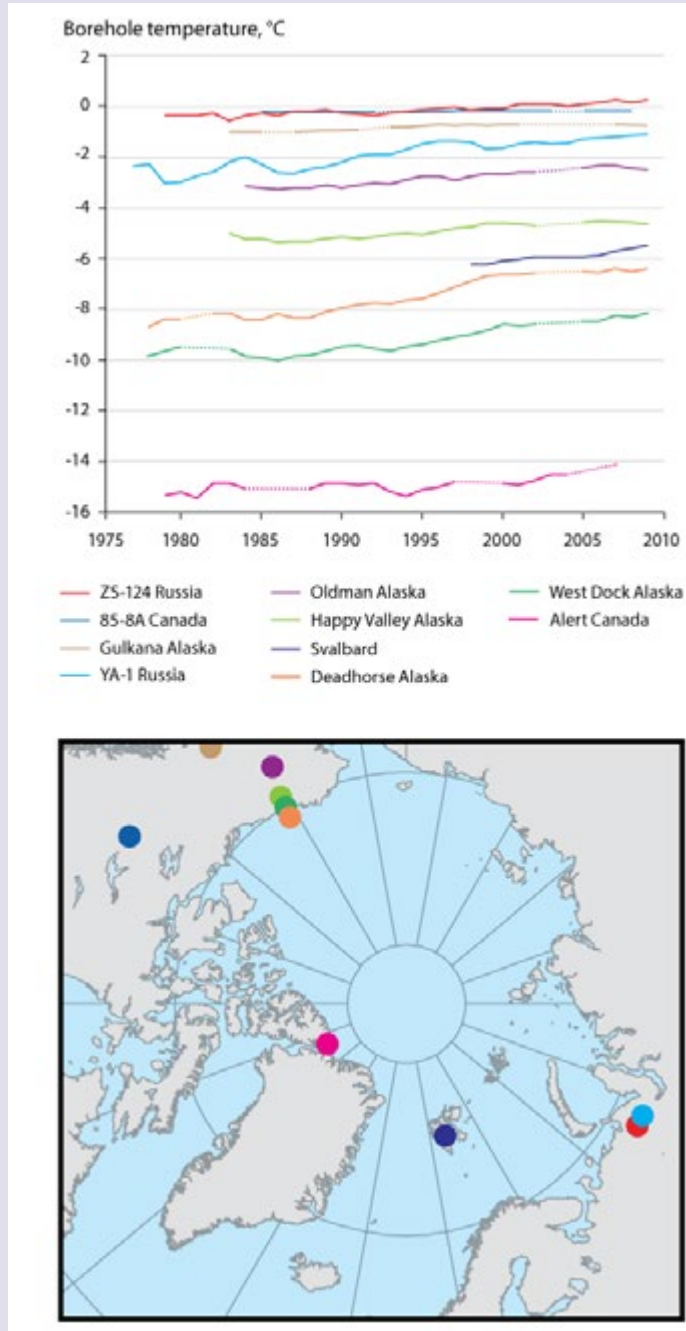 Borehole temperature, °C
2
0
-2
-4
-6
-8
-10
-12
-14
-16
1975 1980 1985 1990 1995 2000 2005 2010
ZS-124 Russia
85-8A Canada
Gulkana Alaska
YA-1 Russia
Oldman Alaska
Happy Valley Alaska
Svalbard
Deadhorse Alaska
West Dock Alaska
Alert Canada